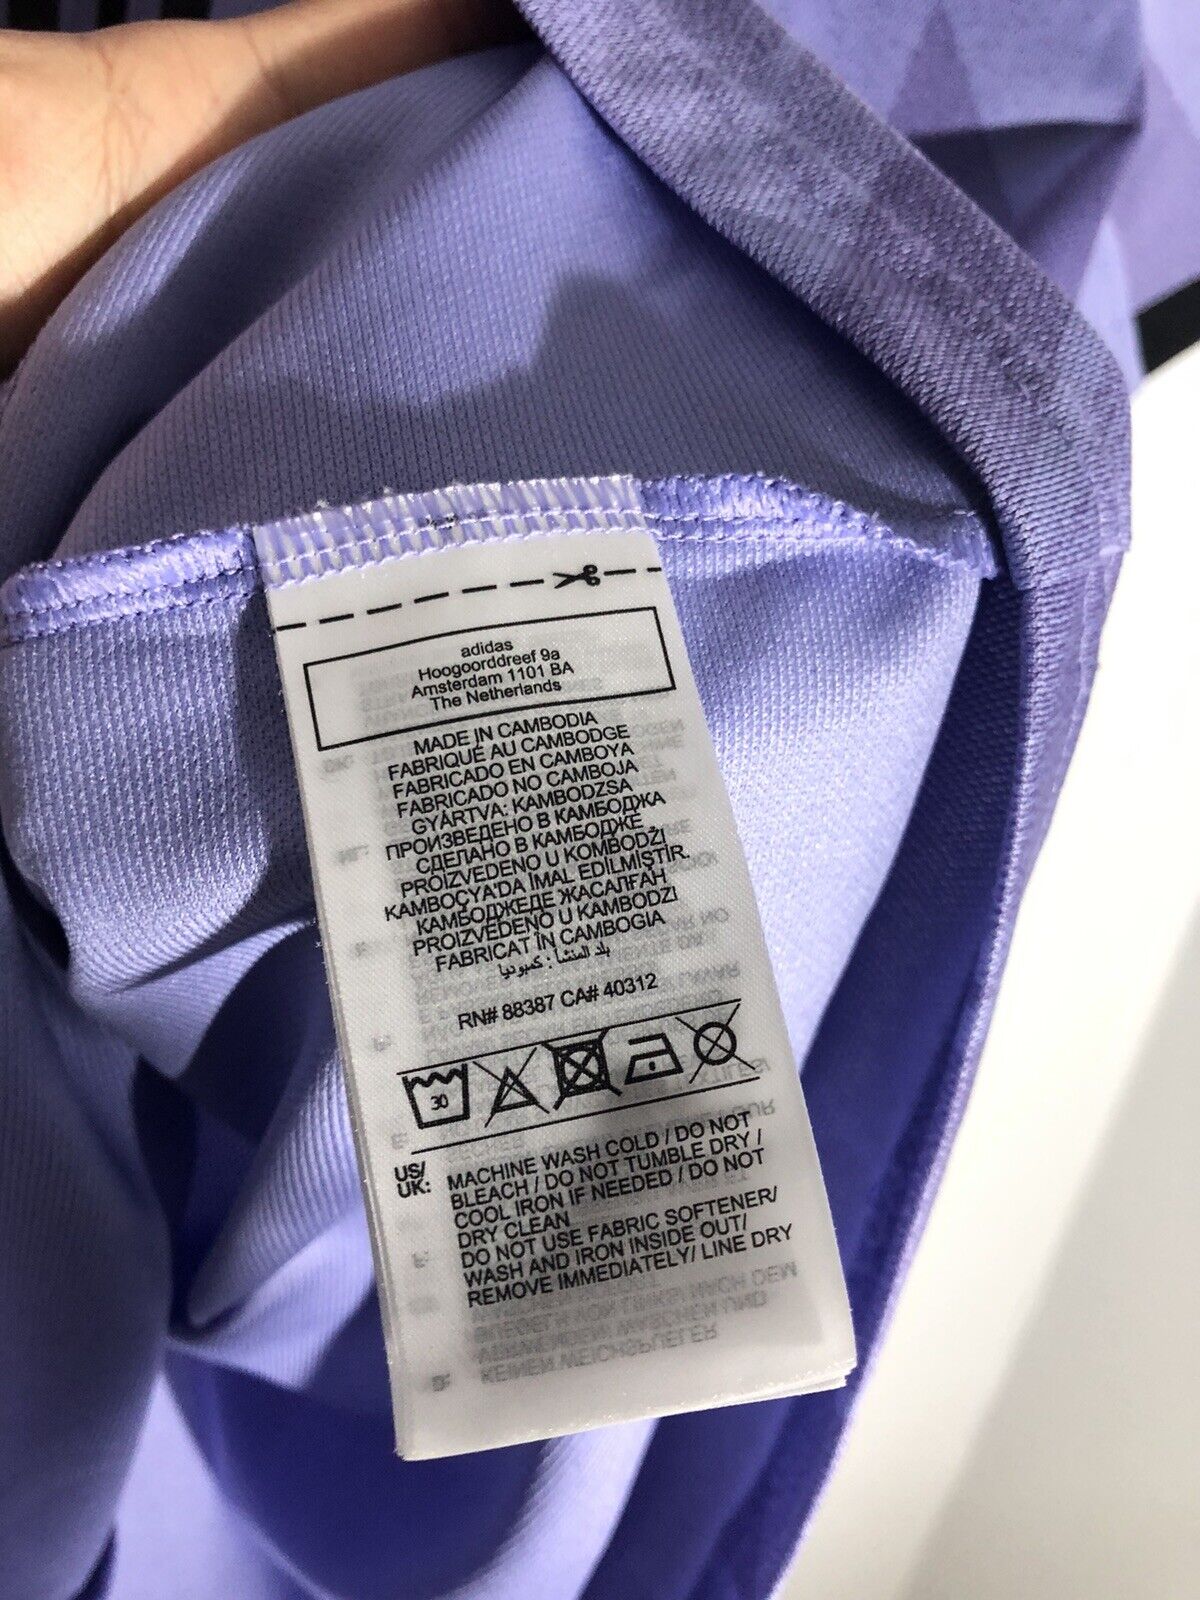 adidas
Hoogoorddreef 9a
Amsterdam 1101 BA
The Netherlands
MADE IN CAMBODIA
FABRIQUÉ AU CAMBODGE
FABRICADO EN CAMBOYA
FABRICADO NO CAMBOJA
GYÁRTVA: KAMBODZSA
ПРОИЗВЕДЕНО В КАМБОДЖА
СДЕЛАНО В КАМБОДЖЕ
PROIZVEDENO U KOMBODŽI
KAMBOÇYA'DA İMAL EDİLMİŞTİR.
КАМБОДЖЕДЕ ЖАСАЛҒАН
PROIZVEDENO U KAMBODZI
FABRICAT ÎN CAMBOGIA
بلد المنشأ : كمبوديا
RN# 88387 CA# 40312
30
US/
UK:
MACHINE WASH COLD / DO NOT
BLEACH / DO NOT TUMBLE DRY /
COOL IRON IF NEEDED / DO NOT
DRY CLEAN
DO NOT USE FABRIC SOFTENER/
WASH AND IRON INSIDE OUT/
REMOVE IMMEDIATELY/ LINE DRY